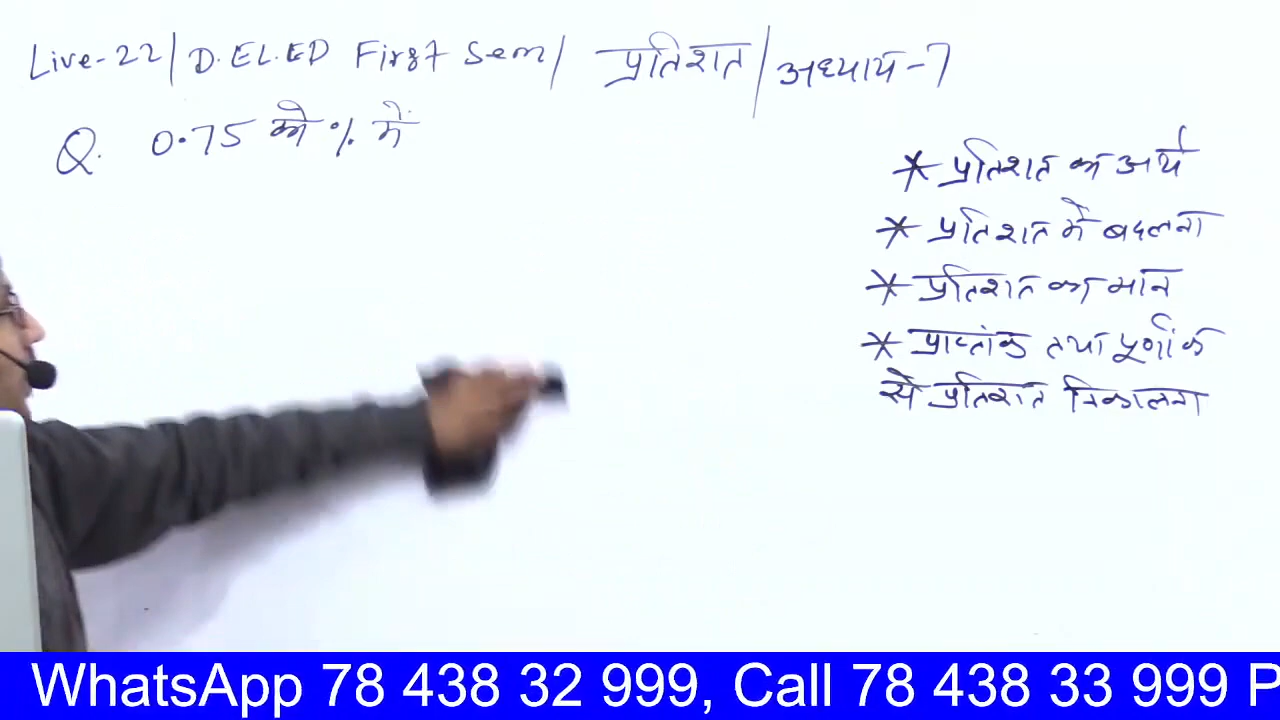 Live-22/D.EL.ED First Sem/ प्रतिशत/अध्याय-7
Q. 0.75 को % में
* प्रतिशत का अर्थ
* प्रतिशत में बदलना
* प्रतिशत का मान
* प्राप्तांक तथा पूर्णांक
से प्रतिशत निकालना
WhatsApp 78 438 32 999, Call 78 438 33 999 P